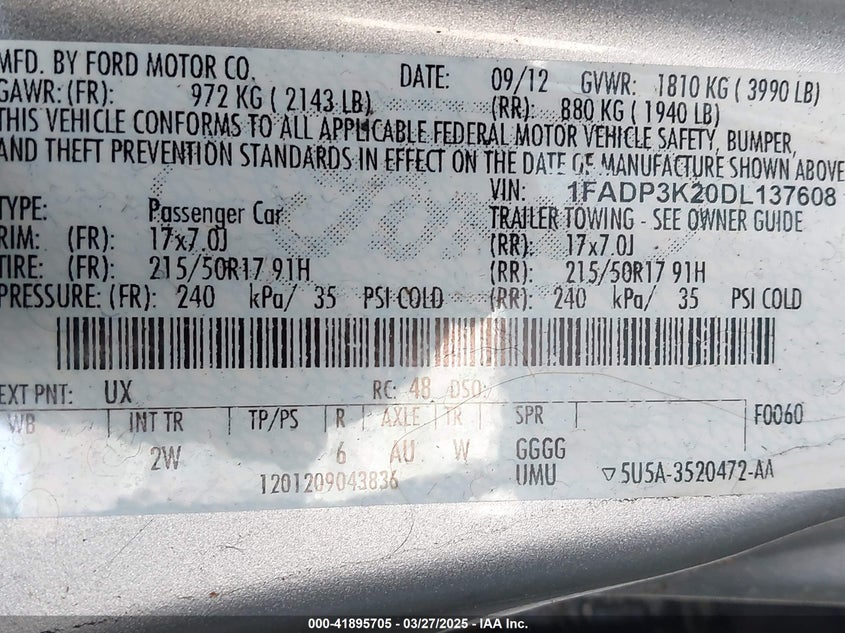 MFD. BY FORD MOTOR CO. DATE: 09/12 GVWR: 1810 KG ( 3990 LB)
GAWR: (FR): 972 KG ( 2143 LB) (RR): 880 KG ( 1940 LB)
THIS VEHICLE CONFORMS TO ALL APPLICABLE FEDERAL MOTOR VEHICLE SAFETY, BUMPER,
AND THEFT PREVENTION STANDARDS IN EFFECT ON THE DATE OF MANUFACTURE SHOWN ABOVE
VIN: 1FADP3K20DL137608
TYPE: Passenger Car TRAILER TOWING - SEE OWNER GUIDE
RIM: (FR): 17x7.0J (RR): 17x7.0J
TIRE: (FR): 215/50R17 91H (RR): 215/50R17 91H
PRESSURE: (FR): 240 kPa/ 35 PSI COLD (RR): 240 kPa/ 35 PSI COLD
EXT PNT: UX RC: 48 DSO:
WB INT TR TP/PS R AXLE TR SPR F0060
2W 6 AU W GGGG
1201209043836 UMU ▽5U5A-3520472-AA
000-41895705 - 03/27/2025 - IAAI, Inc.